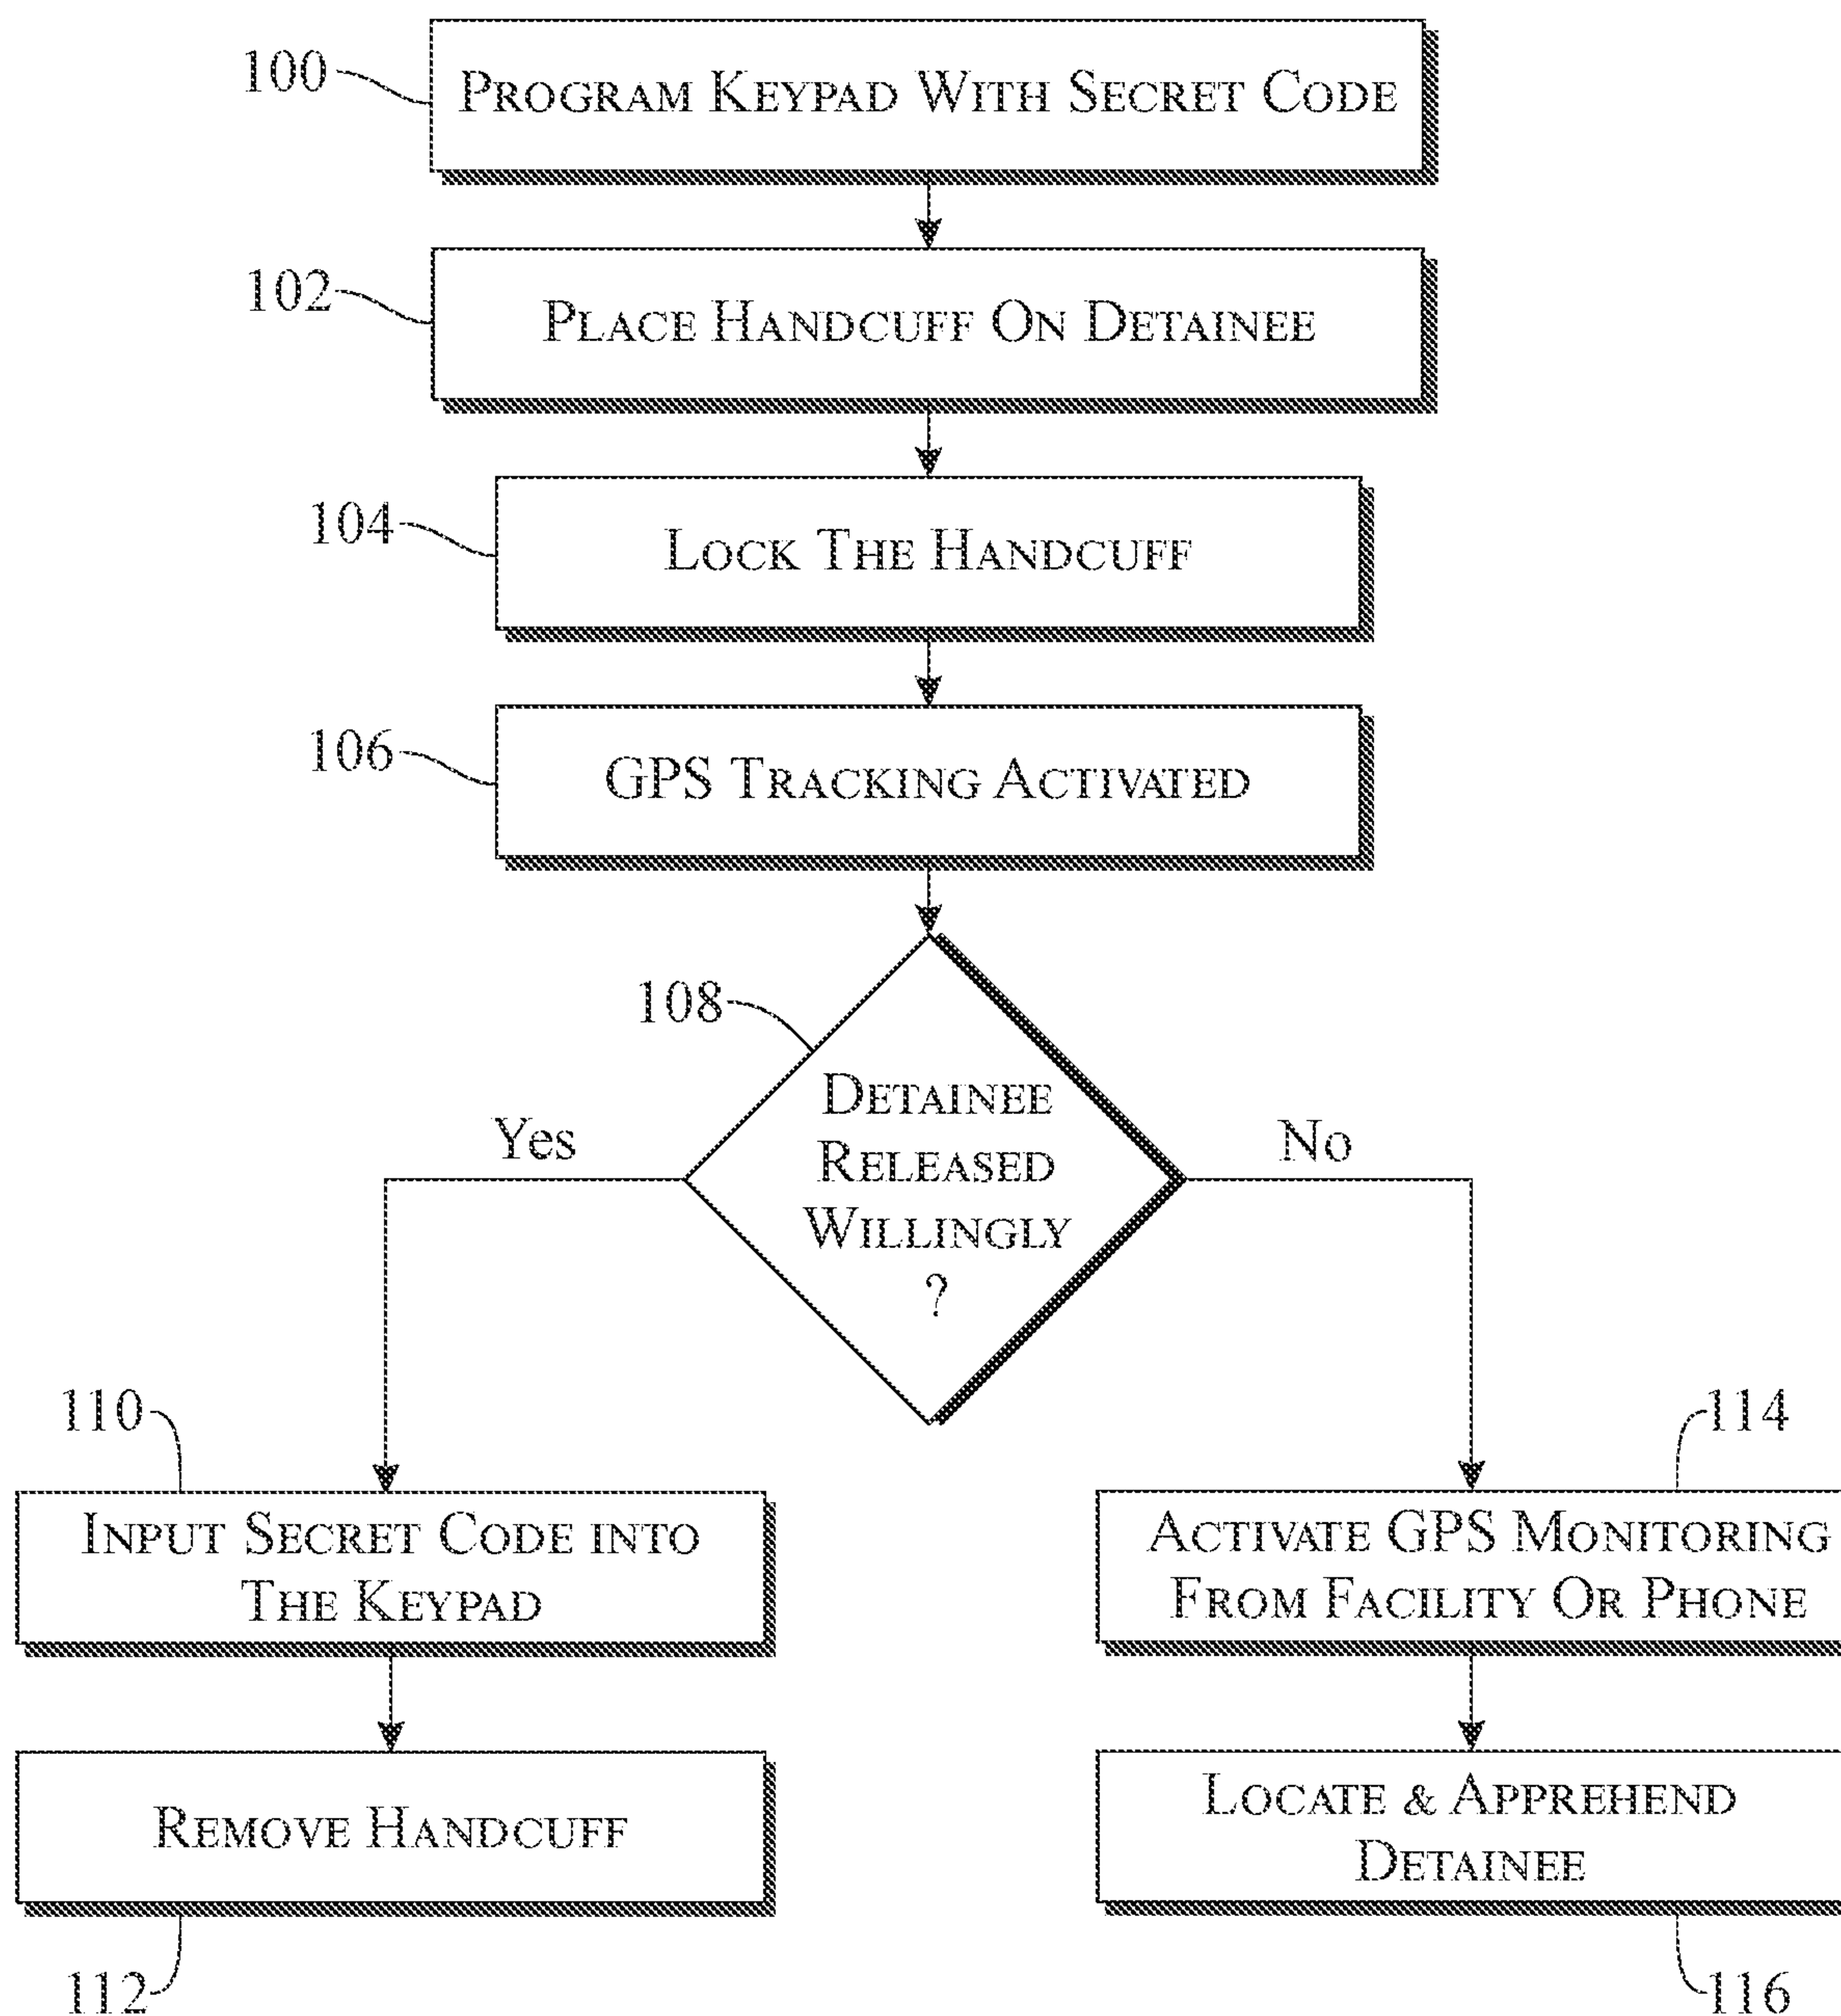 100
PROGRAM KEYPAD WITH SECRET CODE
102
PLACE HANDCUFF ON DETAINEE
104
LOCK THE HANDCUFF
106
GPS TRACKING ACTIVATED
108
DETAINEE
RELEASED
WILLINGLY
?
Yes
No
110
INPUT SECRET CODE INTO
THE KEYPAD
114
ACTIVATE GPS MONITORING
FROM FACILITY OR PHONE
REMOVE HANDCUFF
112
LOCATE & APPREHEND
DETAINEE
116